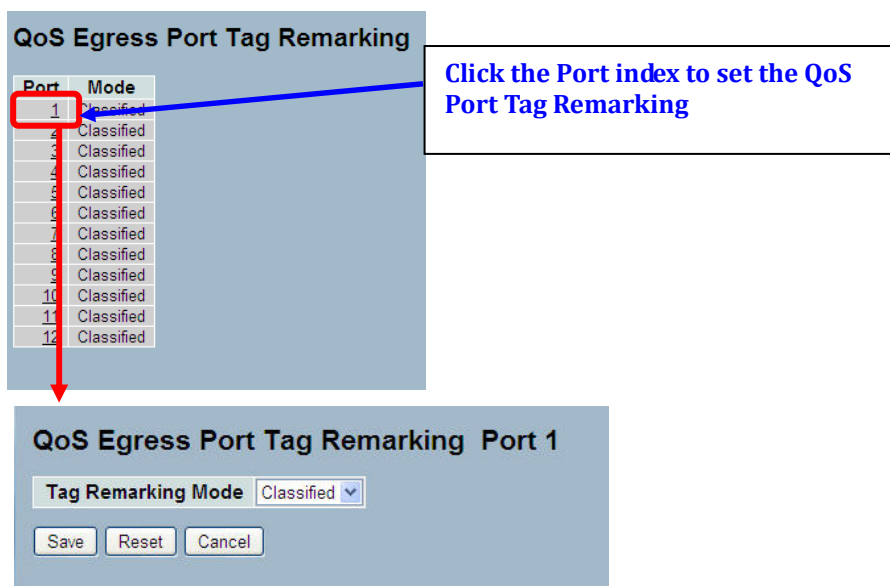 QoS Egress Port Tag Remarking
Port Mode
1 Classified
2 Classified
3 Classified
4 Classified
5 Classified
6 Classified
7 Classified
8 Classified
9 Classified
10 Classified
11 Classified
12 Classified
Click the Port index to set the QoS
Port Tag Remarking
QoS Egress Port Tag Remarking Port 1
Tag Remarking Mode Classified
Save Reset Cancel